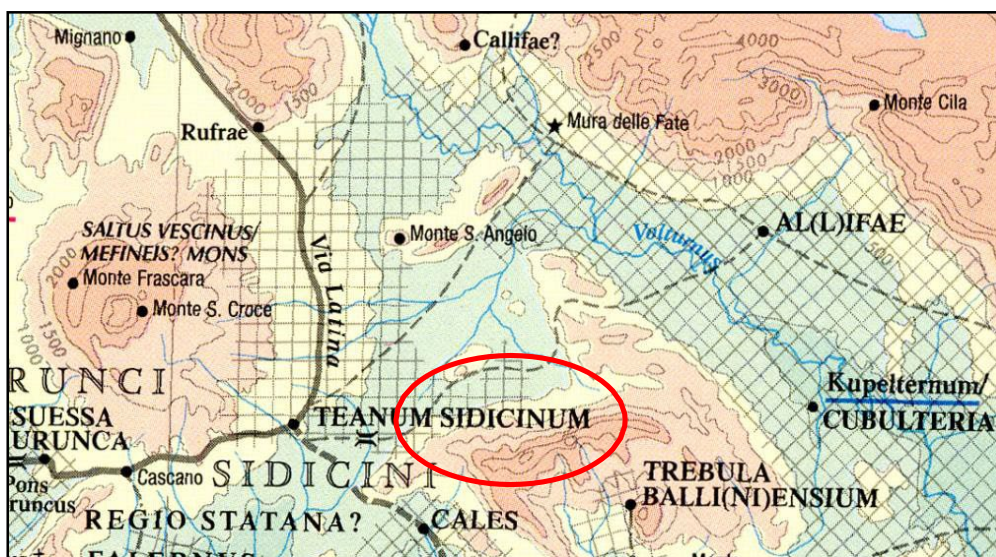 Mignano
Callifae?
4000
2500
3000
Monte Cila
2000
1500
Rufrae
Mura delle Fate
2000
1500
1000
SALTUS VESCINUS/
MEFINEIS? MONS
Monte S. Angelo
AL(L)IFAE
Volturnus
1500
2000
Monte Frascara
Monte S. Croce
Via Latina
1000
1500
RUNCI
Kupelternum/
CUBULTERIA
SUESSA
URUNCA
TEANUM SIDICINUM
Cascano
SIDICINI
TREBULA
BALLI(NI)ENSIUM
Pons
runcus
REGIO STATANA?
CALES